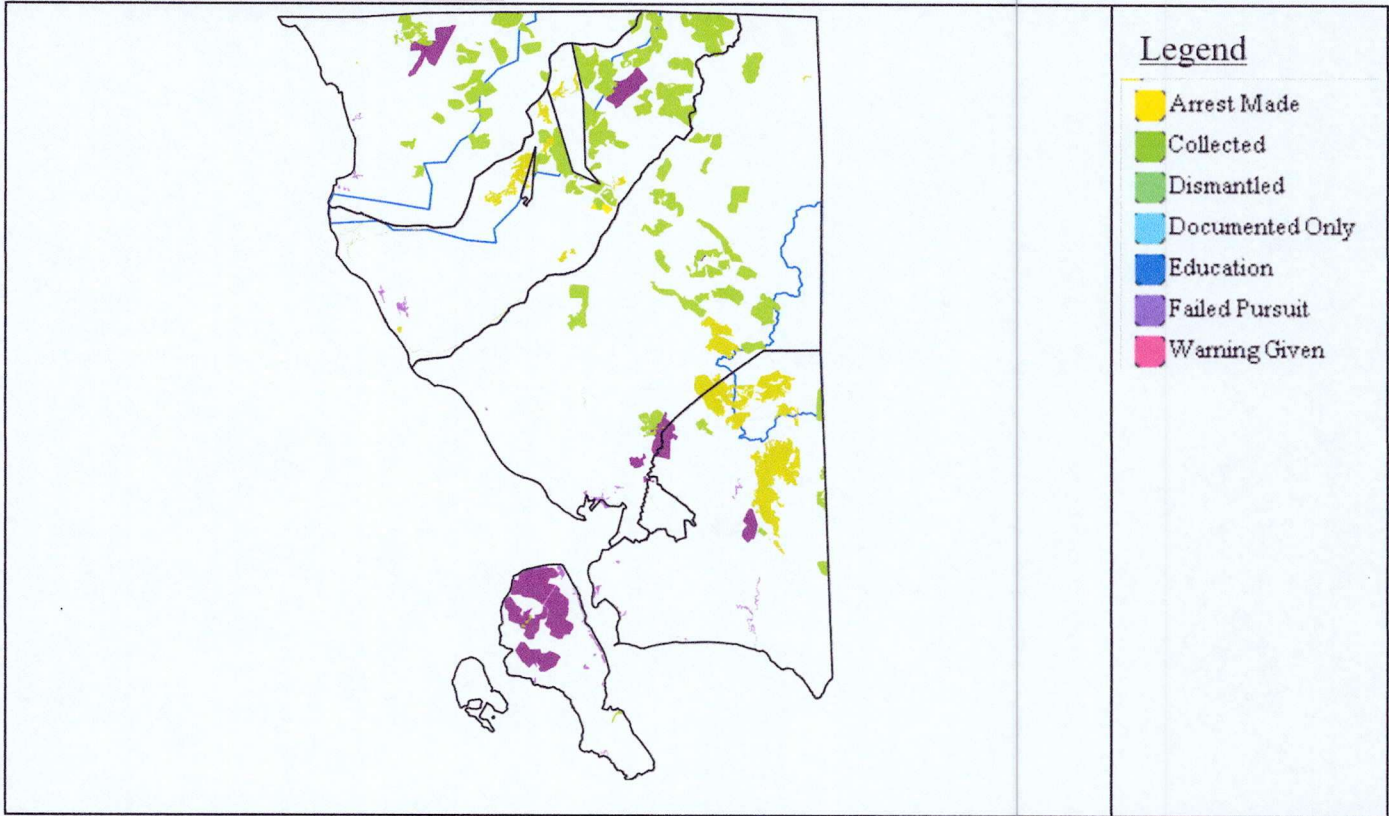 Legend
Arrest Made
Collected
Dismantled
Documented Only
Education
Failed Pursuit
Warning Given